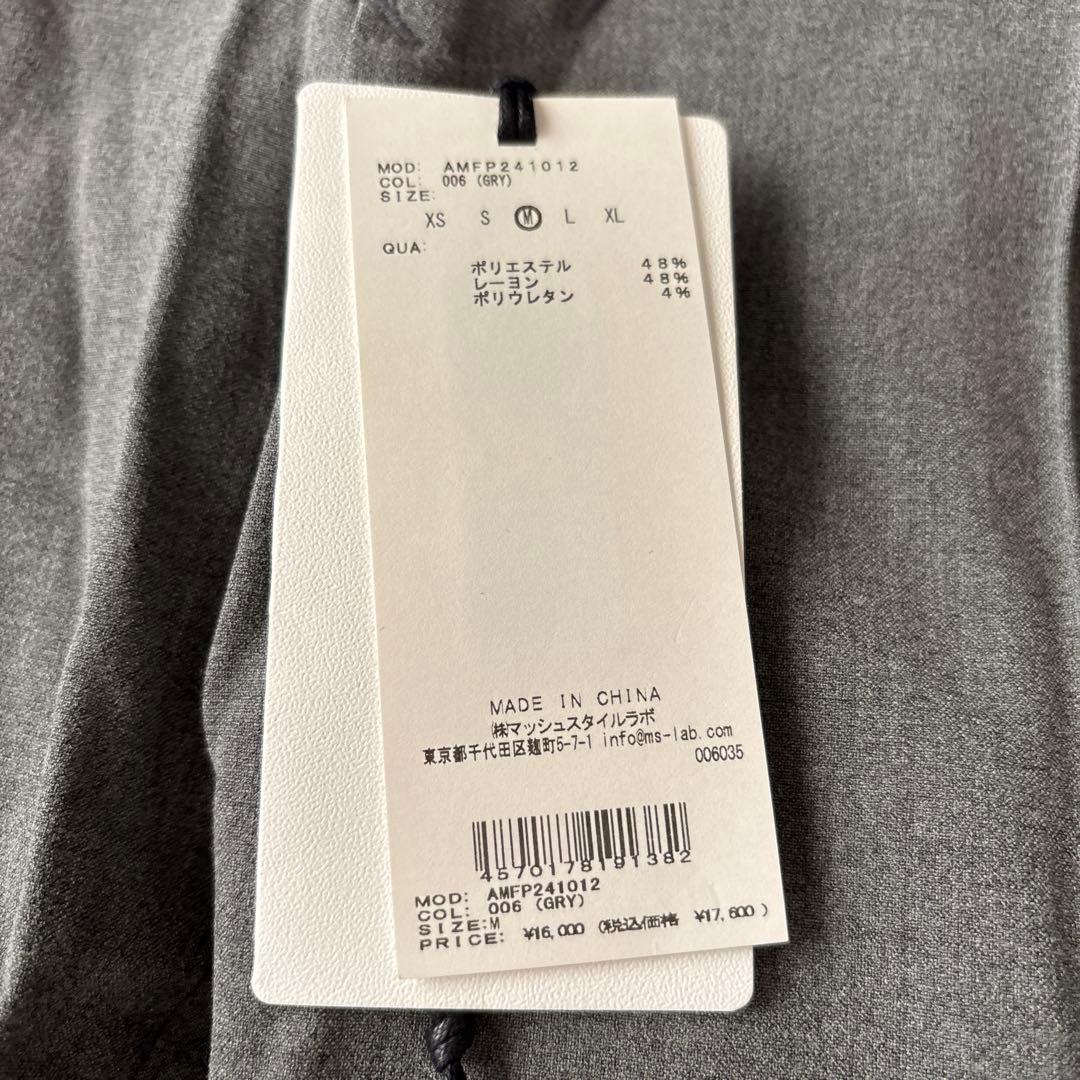 MOD: AMFP241012
COL: 006 (GRY)
SIZE:
XS S M L XL
QUA:
ポリエステル 48%
レーヨン 48%
ポリウレタン 4%
MADE IN CHINA
㈱マッシュスタイルラボ
東京都千代田区麹町5-7-1 info@ms-lab.com
006035
4570178191382
MOD: AMFP241012
COL: 006 (GRY)
SIZE:M
PRICE: ¥16,000 (税込価格 ¥17,600)